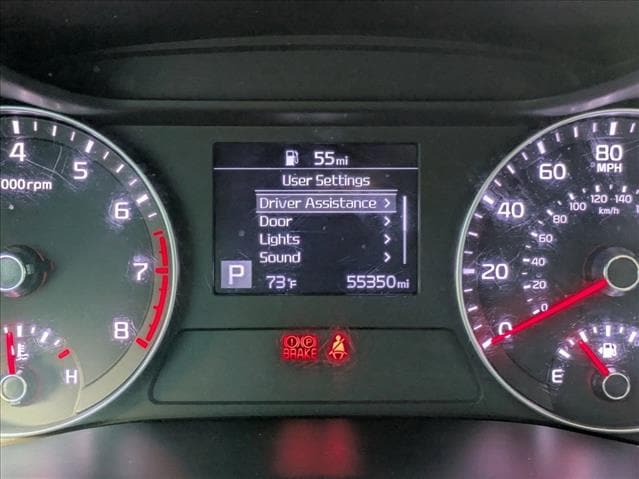 55mi
User Settings
Driver Assistance >
Door >
Lights >
Sound >
P 73°F 55350mi
4
5
6
7
8
000rpm
H
BRAKE
P
0
20
40
60
80
MPH
0
20
40
60
80
100
120
140
km/h
E